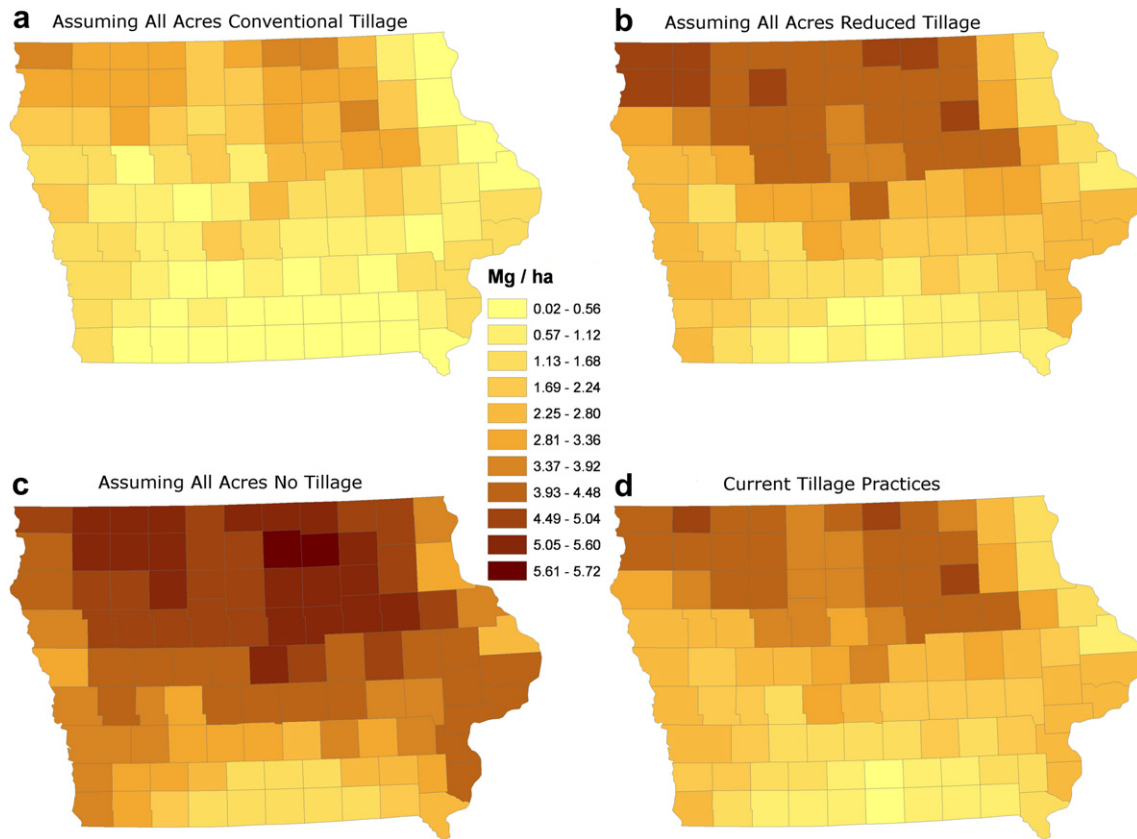 a Assuming All Acres Conventional Tillage
b Assuming All Acres Reduced Tillage
Mg / ha
0.02 - 0.56
0.57 - 1.12
1.13 - 1.68
1.69 - 2.24
2.25 - 2.80
2.81 - 3.36
3.37 - 3.92
3.93 - 4.48
4.49 - 5.04
5.05 - 5.60
5.61 - 5.72
c Assuming All Acres No Tillage
d Current Tillage Practices